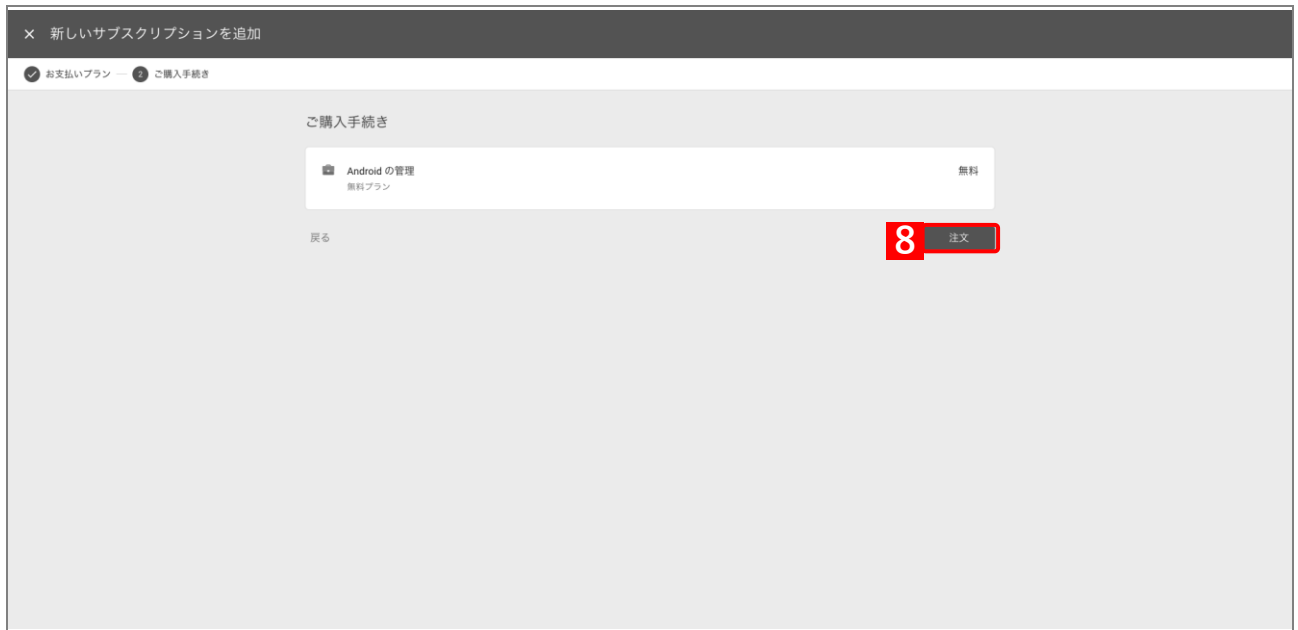 × 新しいサブスクリプションを追加
お支払いプラン — 2 ご購入手続き
ご購入手続き
Android の管理 無料
無料プラン
戻る 8 注文